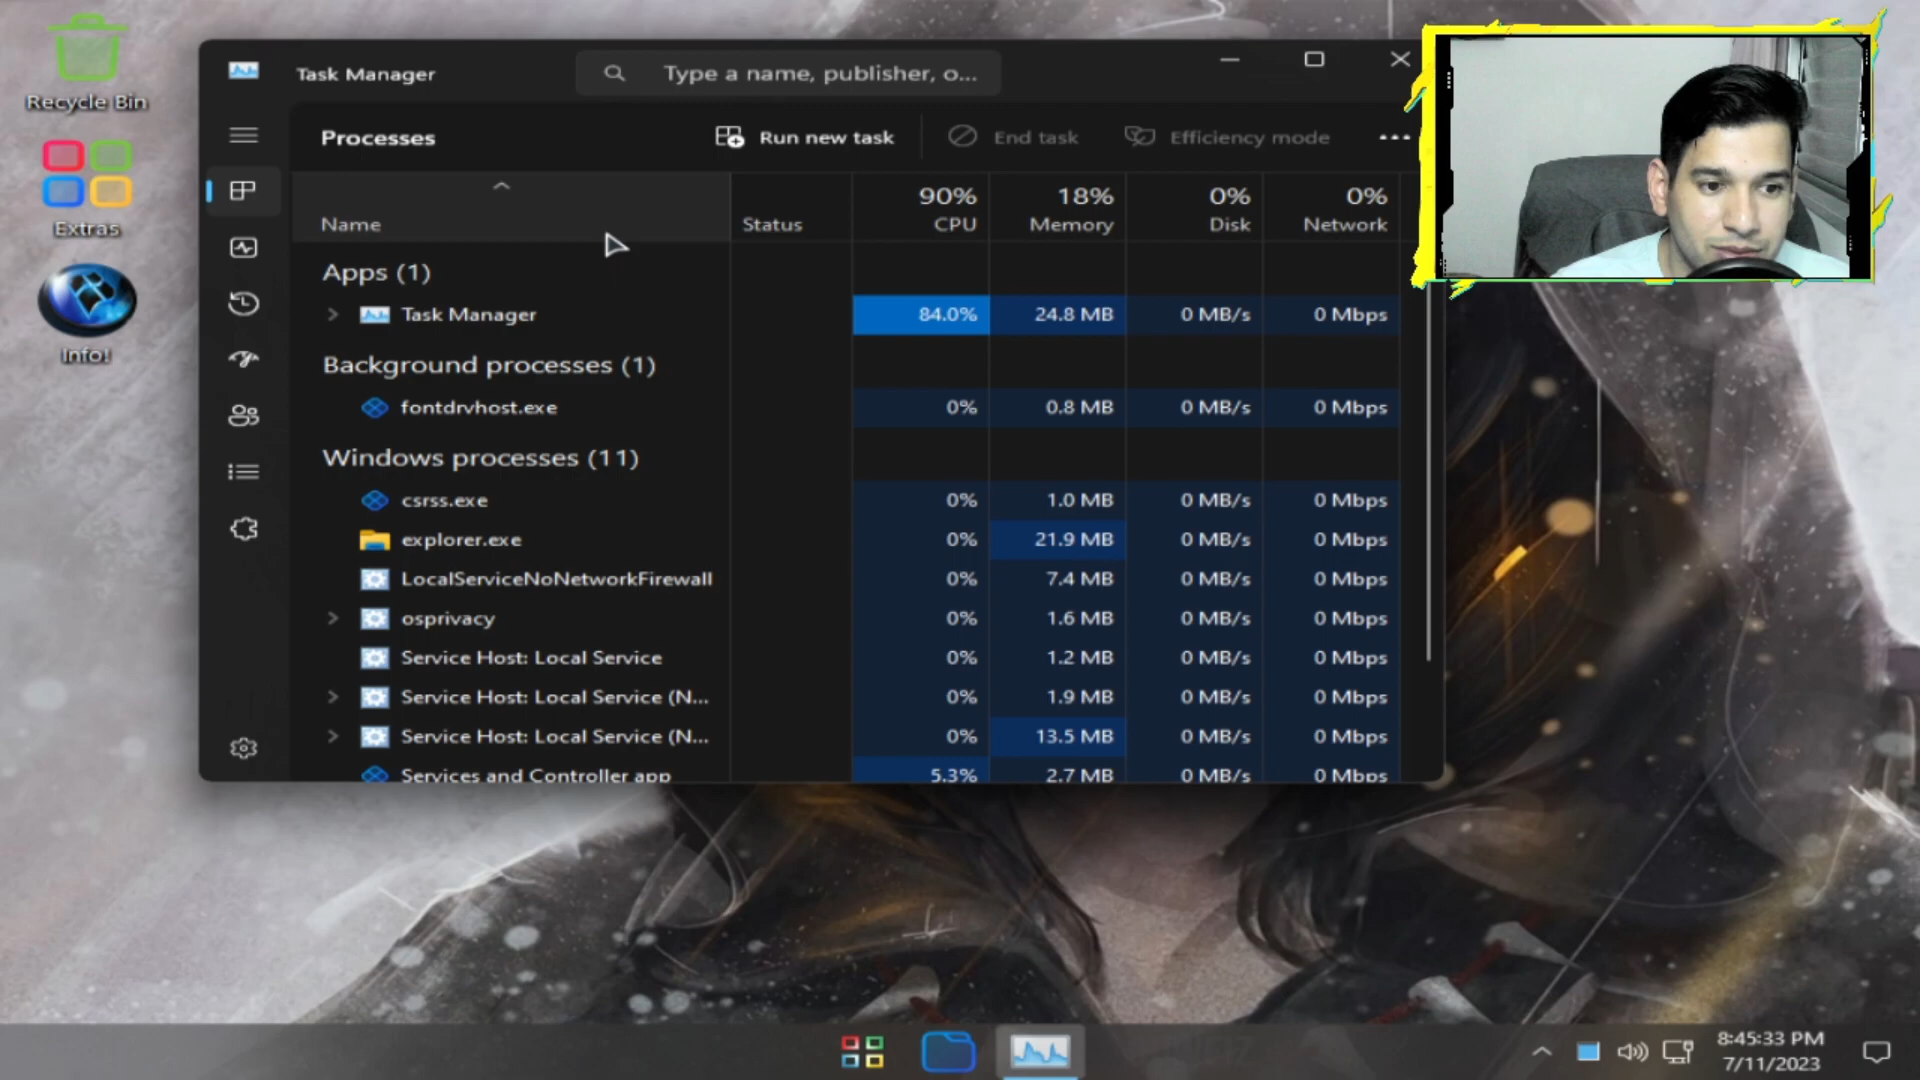 Recycle Bin
Extras
Info!
Task Manager
Type a name, publisher, o...
Processes
Run new task
End task
Efficiency mode
Name
Status
90%
CPU
18%
Memory
0%
Disk
0%
Network
Apps (1)
Task Manager 84.0% 24.8 MB 0 MB/s 0 Mbps
Background processes (1)
fontdrvhost.exe 0% 0.8 MB 0 MB/s 0 Mbps
Windows processes (11)
csrss.exe 0% 1.0 MB 0 MB/s 0 Mbps
explorer.exe 0% 21.9 MB 0 MB/s 0 Mbps
LocalServiceNoNetworkFirewall 0% 7.4 MB 0 MB/s 0 Mbps
osprivacy 0% 1.6 MB 0 MB/s 0 Mbps
Service Host: Local Service 0% 1.2 MB 0 MB/s 0 Mbps
Service Host: Local Service (N... 0% 1.9 MB 0 MB/s 0 Mbps
Service Host: Local Service (N... 0% 13.5 MB 0 MB/s 0 Mbps
Services and Controller app 5.3% 2.7 MB 0 MB/s 0 Mbps
8:45:33 PM
7/11/2023